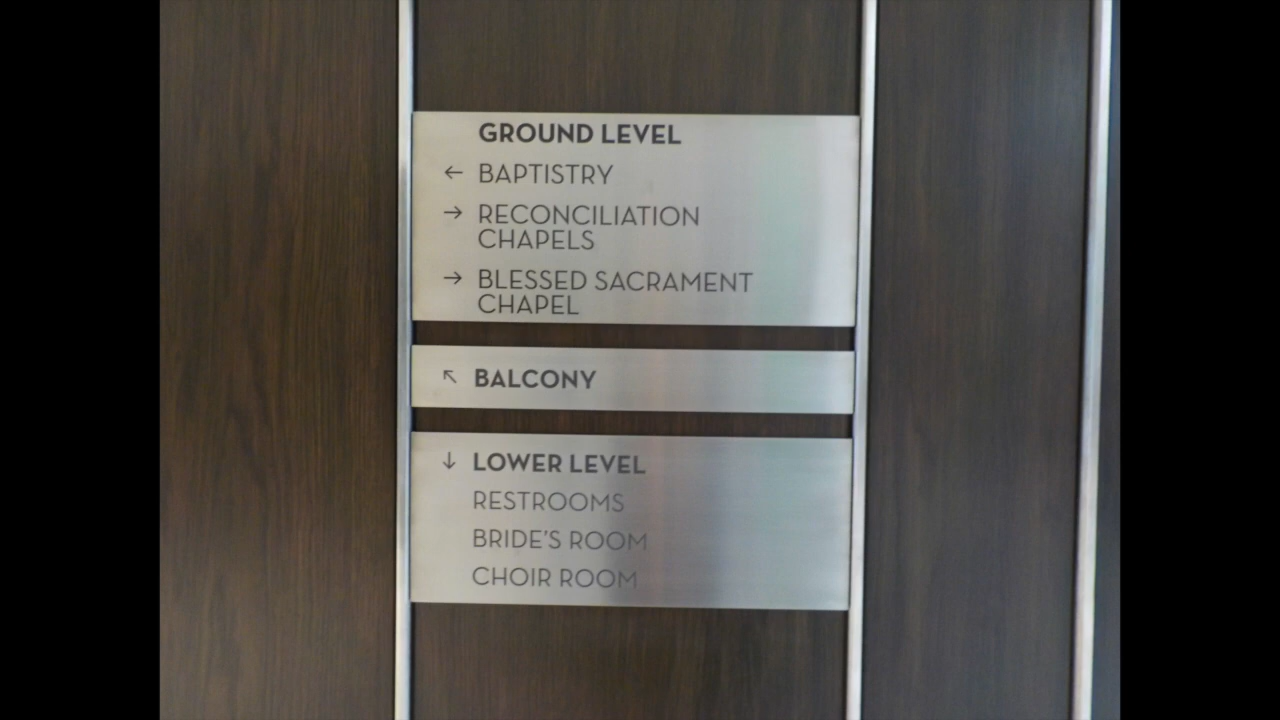 GROUND LEVEL
← BAPTISTRY
→ RECONCILIATION
CHAPELS
→ BLESSED SACRAMENT
CHAPEL
↖ BALCONY
↓ LOWER LEVEL
RESTROOMS
BRIDE'S ROOM
CHOIR ROOM